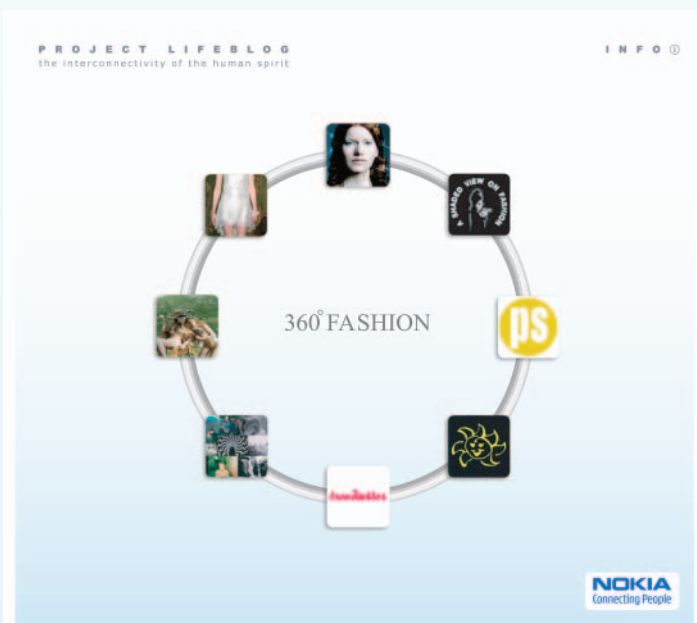 PROJECT LIFEBLOG
the interconnectivity of the human spirit
INFO i
A SHADED VIEW ON FASHION
360° FASHION
ps
NOKIA
Connecting People